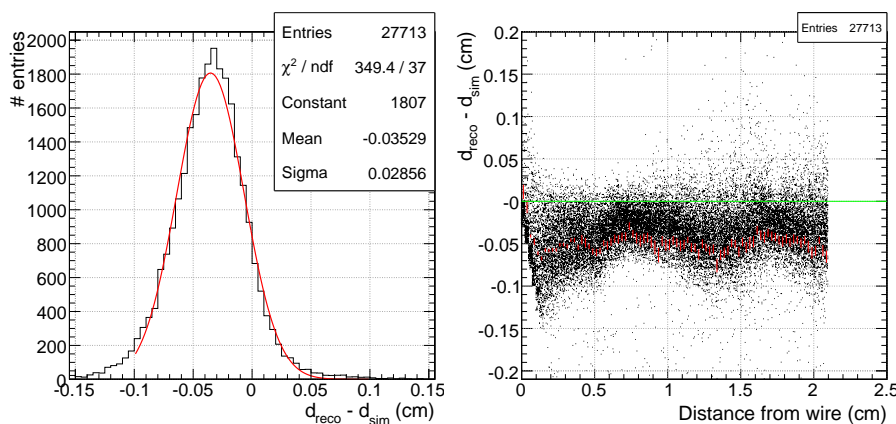 Entries 27713
χ² / ndf 349.4 / 37
Constant 1807
Mean -0.03529
Sigma 0.02856
# entries
2000
1800
1600
1400
1200
1000
800
600
400
200
0
-0.15 -0.1 -0.05 0 0.05 0.1 0.15
d_reco - d_sim (cm)
Entries 27713
d_reco - d_sim (cm)
0.2
0.15
0.1
0.05
-0
-0.05
-0.1
-0.15
-0.2
0 0.5 1 1.5 2 2.5
Distance from wire (cm)